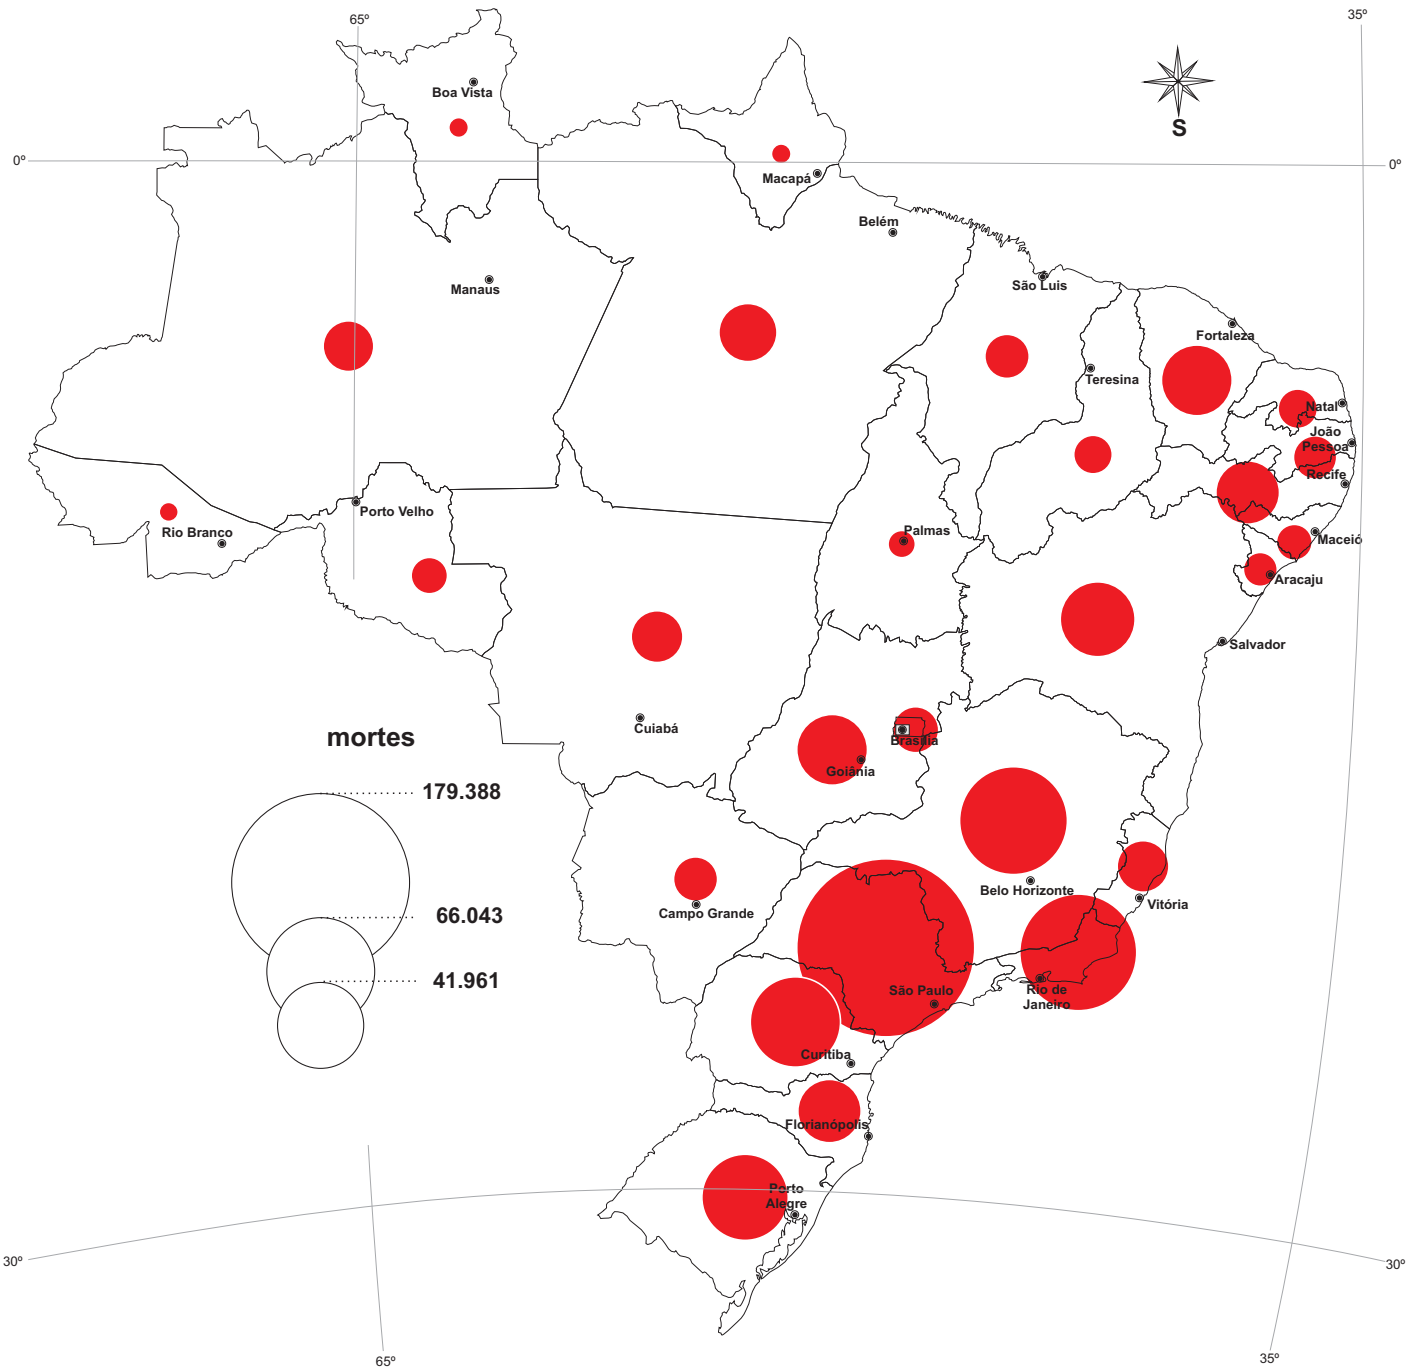 65º
35º
Boa Vista
S
0º
0º
Macapá
Belém
Manaus
São Luis
Fortaleza
Teresina
Natal
João
Pessoa
Recife
Porto Velho
Rio Branco
Palmas
Maceió
Aracaju
Salvador
Cuiabá
Brasília
Goiânia
mortes
179.388
66.043
41.961
Belo Horizonte
Vitória
Campo Grande
São Paulo
Rio de
Janeiro
Curitiba
Florianópolis
Porto
Alegre
30º
30º
65º
35º